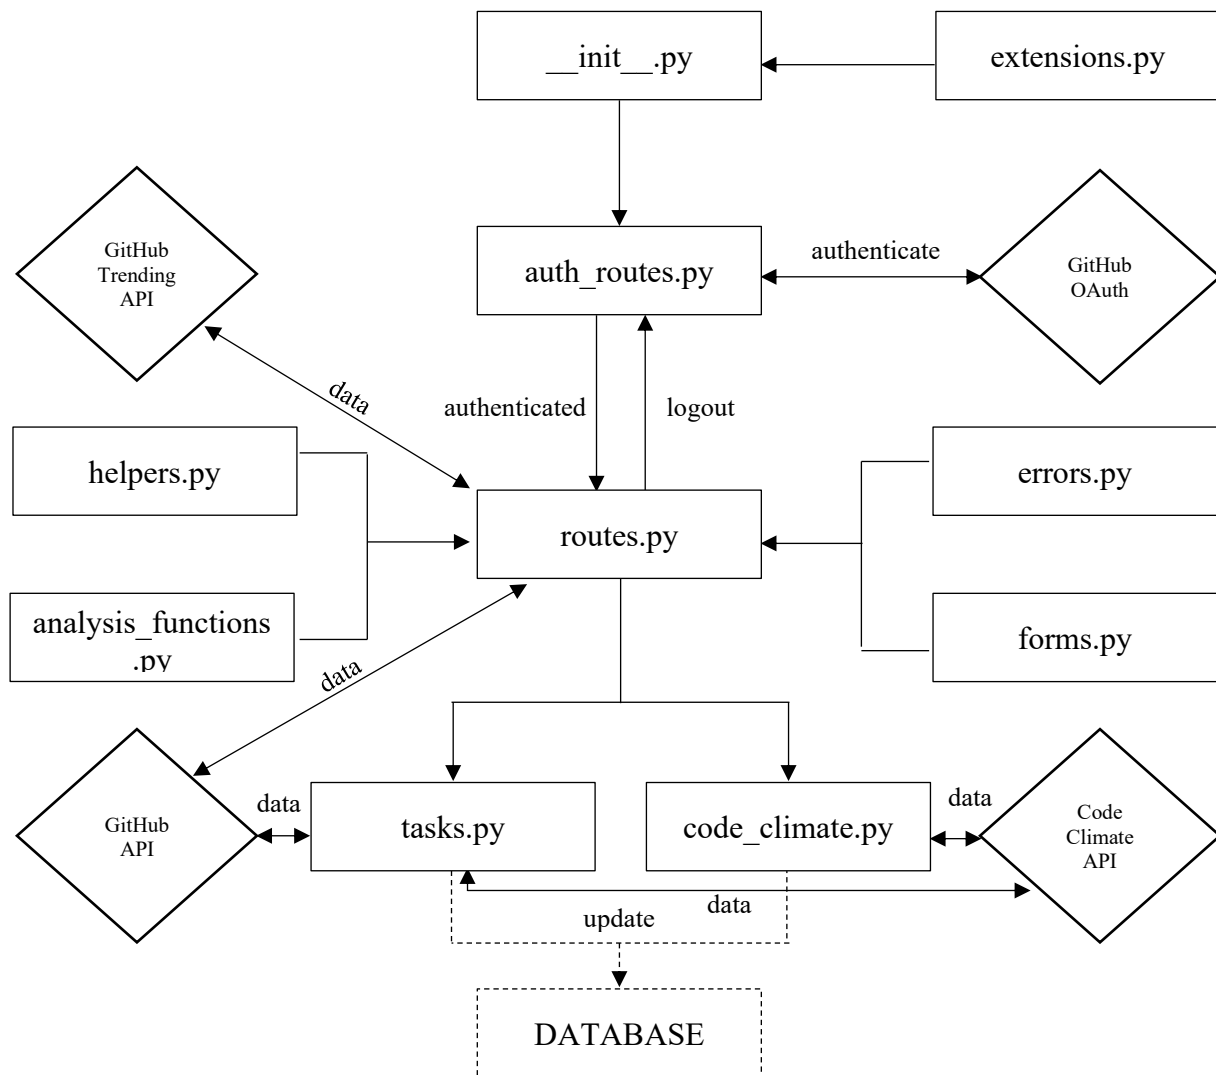 __init__.py
extensions.py
GitHub
Trending
API
auth_routes.py
authenticate
GitHub
OAuth
data
authenticated
logout
helpers.py
routes.py
errors.py
analysis_functions
.py
forms.py
data
GitHub
API
data
tasks.py
code_climate.py
data
Code
Climate
API
data
update
DATABASE